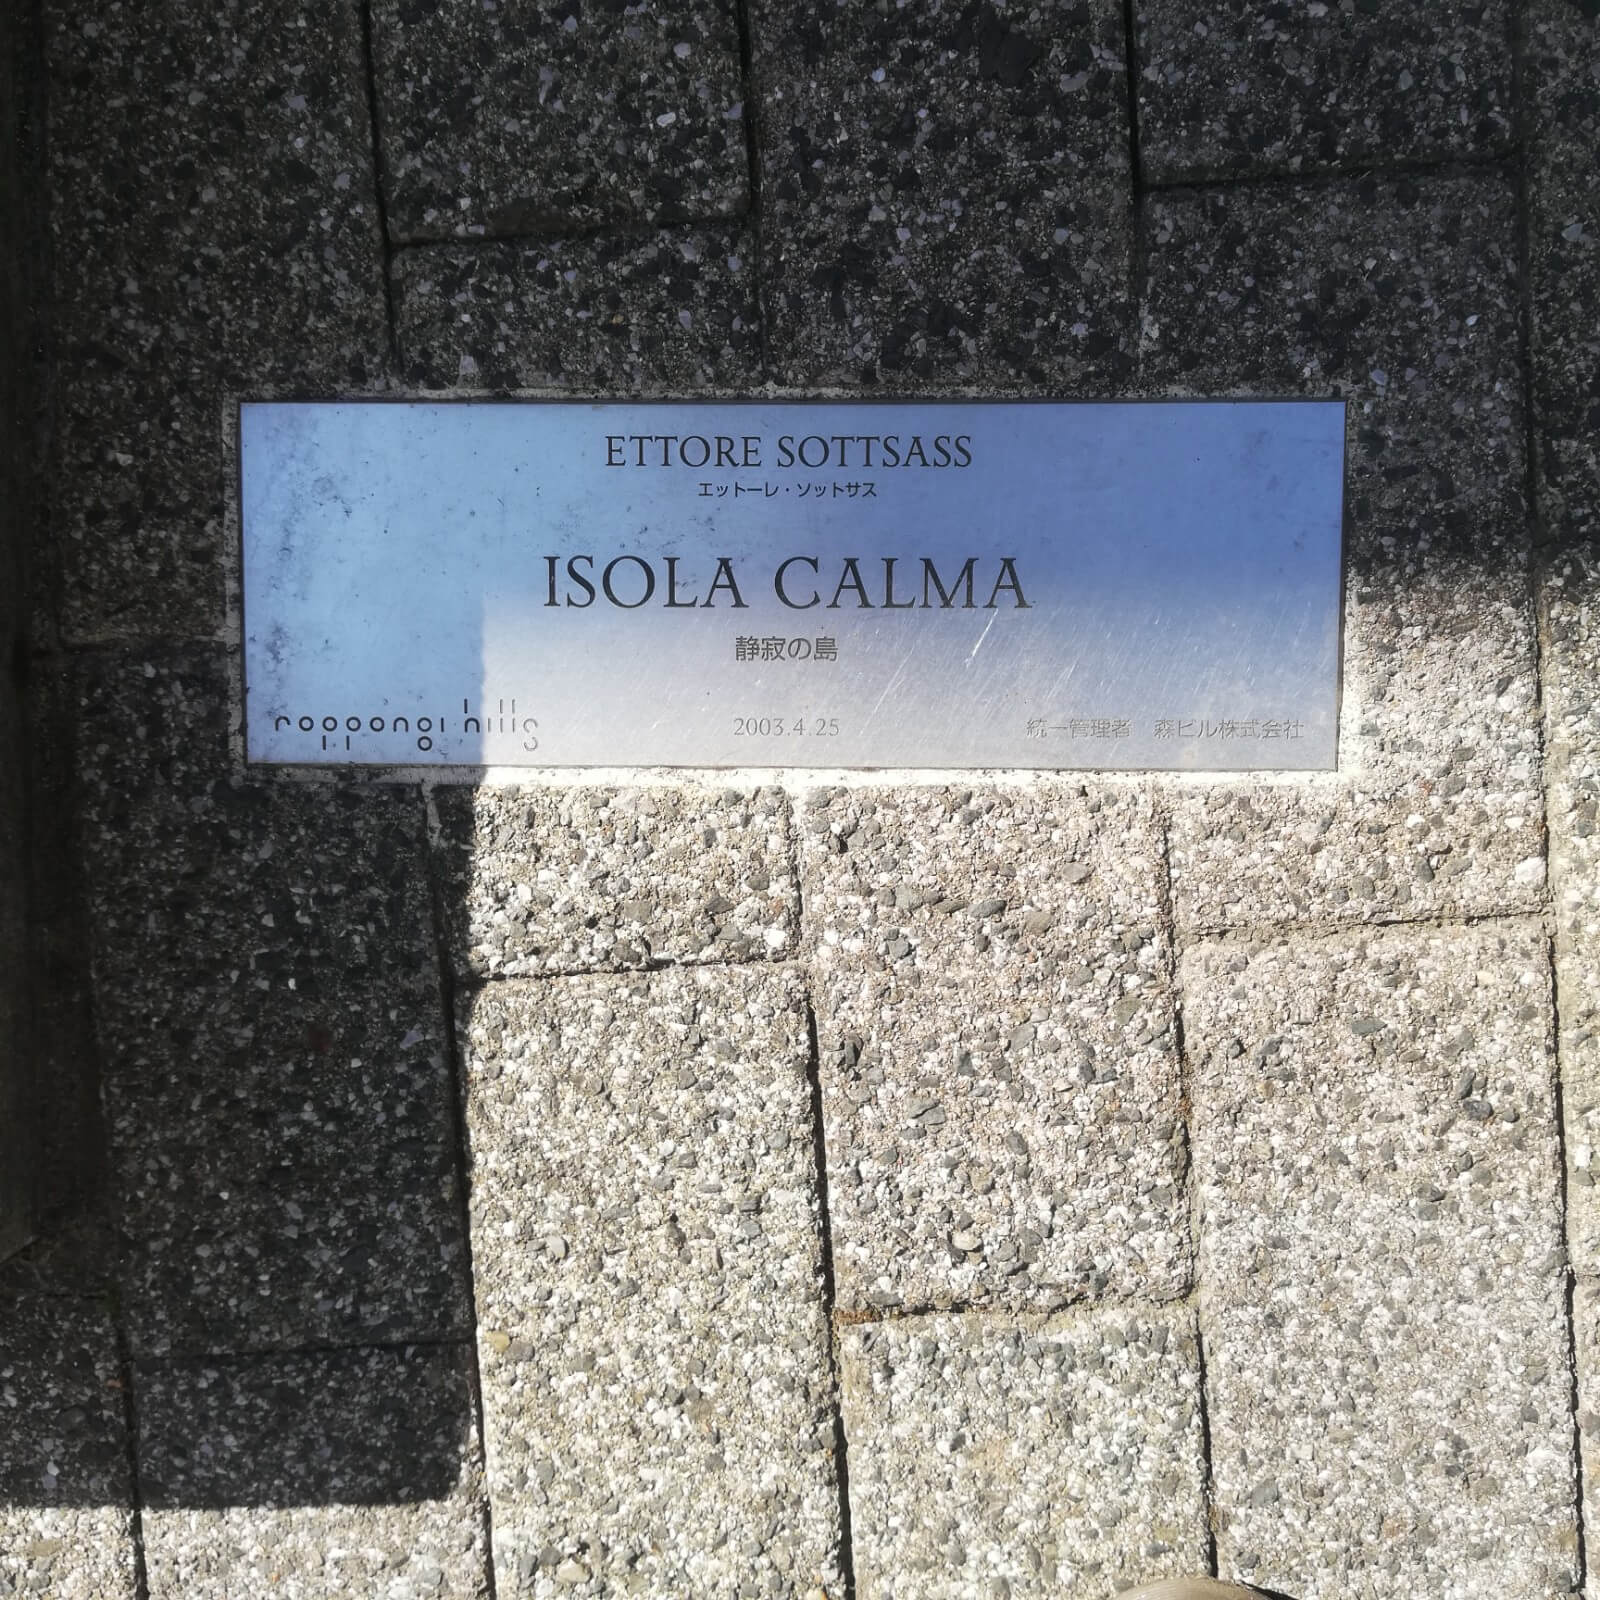 ETTORE SOTTSASS
エットーレ・ソットサス
ISOLA CALMA
静寂の島
roppongi hills
2003.4.25
統一管理者　森ビル株式会社